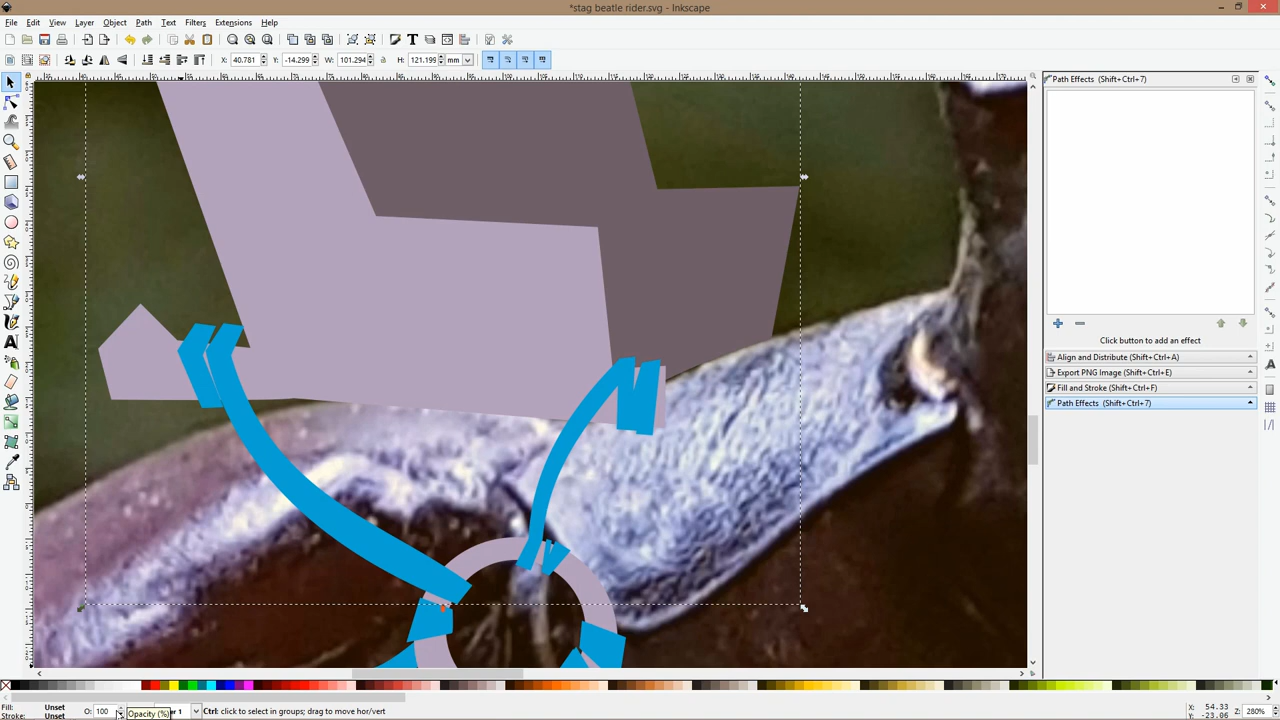 *stag beatle rider.svg - Inkscape
File Edit View Layer Object Path Text Filters Extensions Help
X: 40.781 Y: -14.299 W: 101.294 H: 121.199 mm
Path Effects (Shift+Ctrl+7)
Click button to add an effect
Align and Distribute (Shift+Ctrl+A)
Export PNG Image (Shift+Ctrl+E)
Fill and Stroke (Shift+Ctrl+F)
Path Effects (Shift+Ctrl+7)
Fill: Unset
Stroke: Unset
O: 100
Opacity (%)
Ctrl: click to select in groups; drag to move hor/vert
X: 54.33
Y: -23.06
Z: 280%